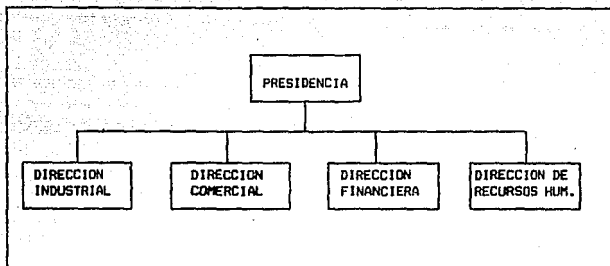 PRESIDENCIA
DIRECCION
INDUSTRIAL
DIRECCION
COMERCIAL
DIRECCION
FINANCIERA
DIRECCION DE
RECURSOS HUM.